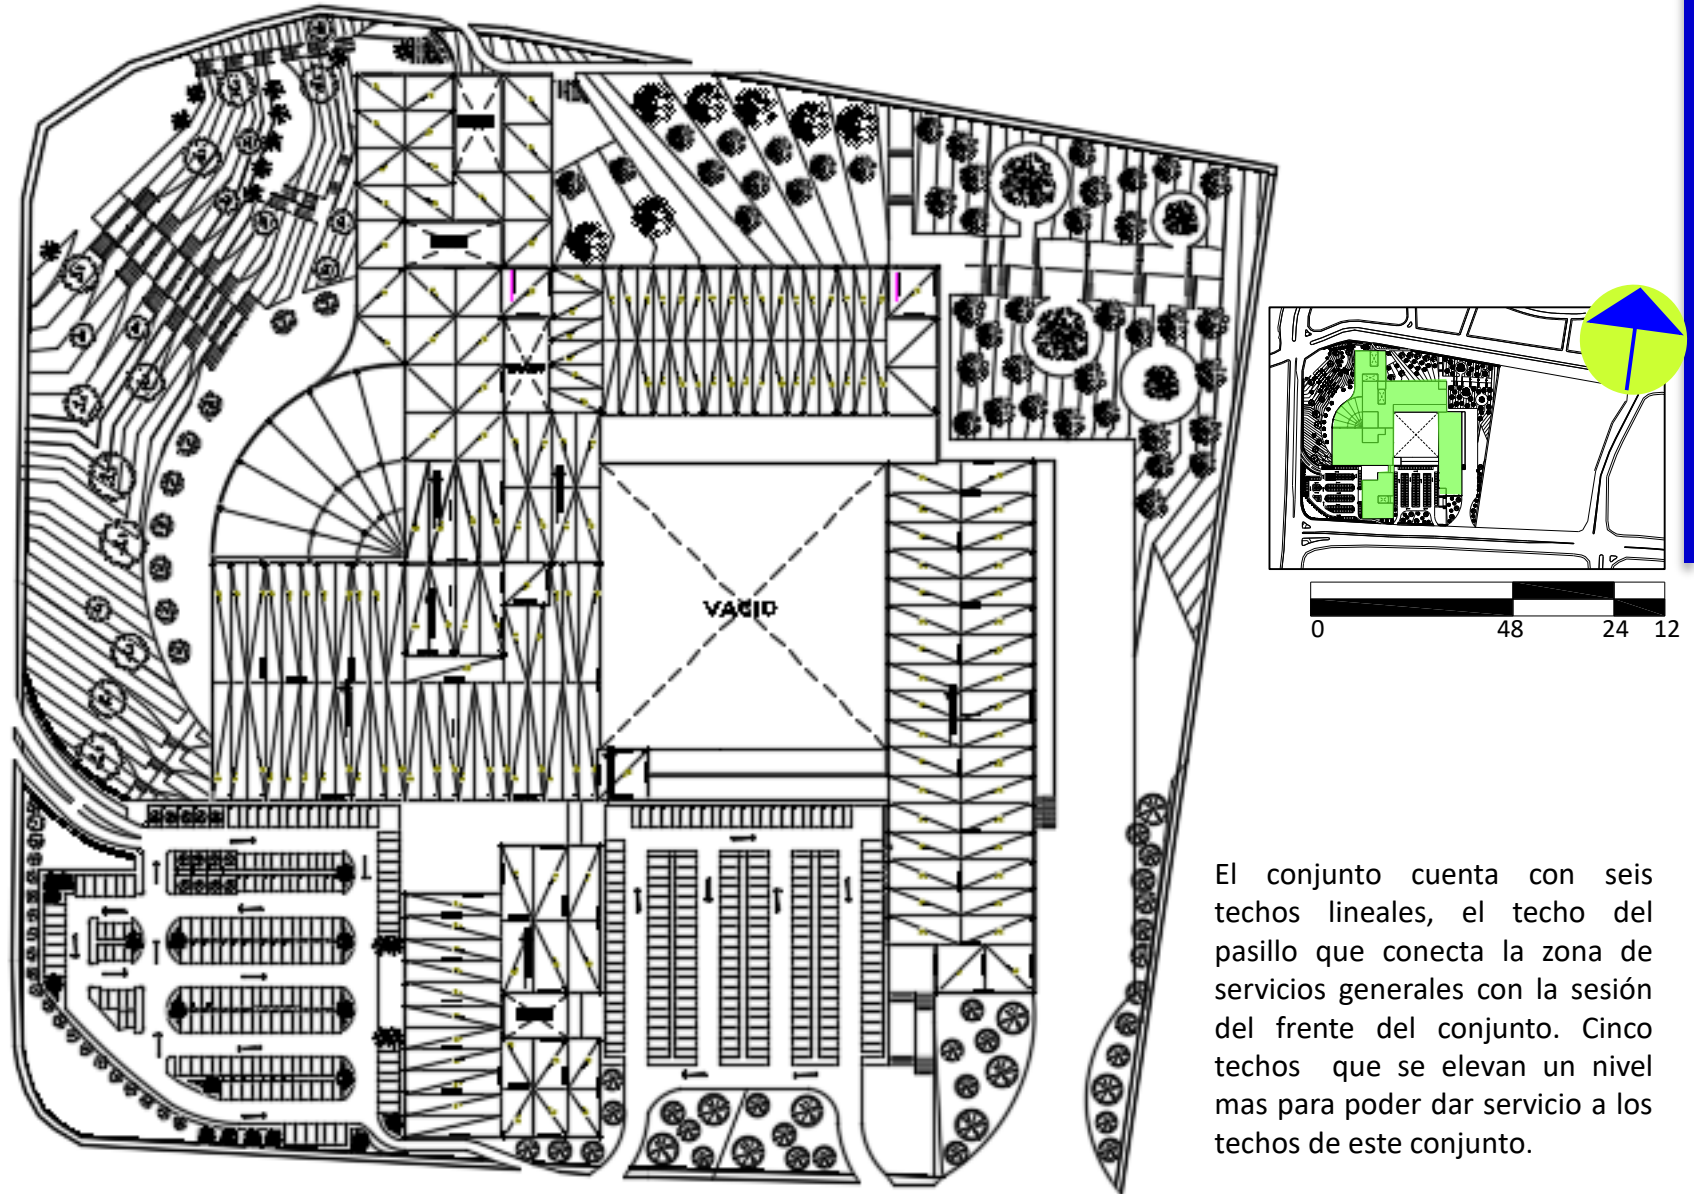 VACIO
0 48 24 12
El conjunto cuenta con seis
techos lineales, el techo del
pasillo que conecta la zona de
servicios generales con la sesión
del frente del conjunto. Cinco
techos que se elevan un nivel
mas para poder dar servicio a los
techos de este conjunto.